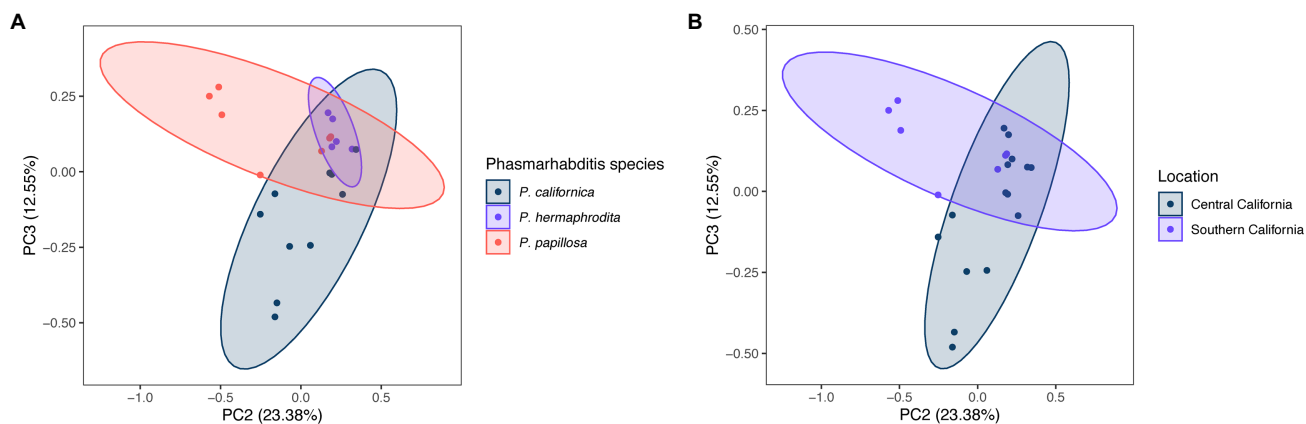 A
0.25
0.00
−0.25
−0.50
PC3 (12.55%)
−1.0
−0.5
0.0
0.5
PC2 (23.38%)
Phasmarhabditis species
P. californica
P. hermaphrodita
P. papillosa
B
0.50
0.25
0.00
−0.25
−0.50
PC3 (12.55%)
−1.0
−0.5
0.0
0.5
PC2 (23.38%)
Location
Central California
Southern California